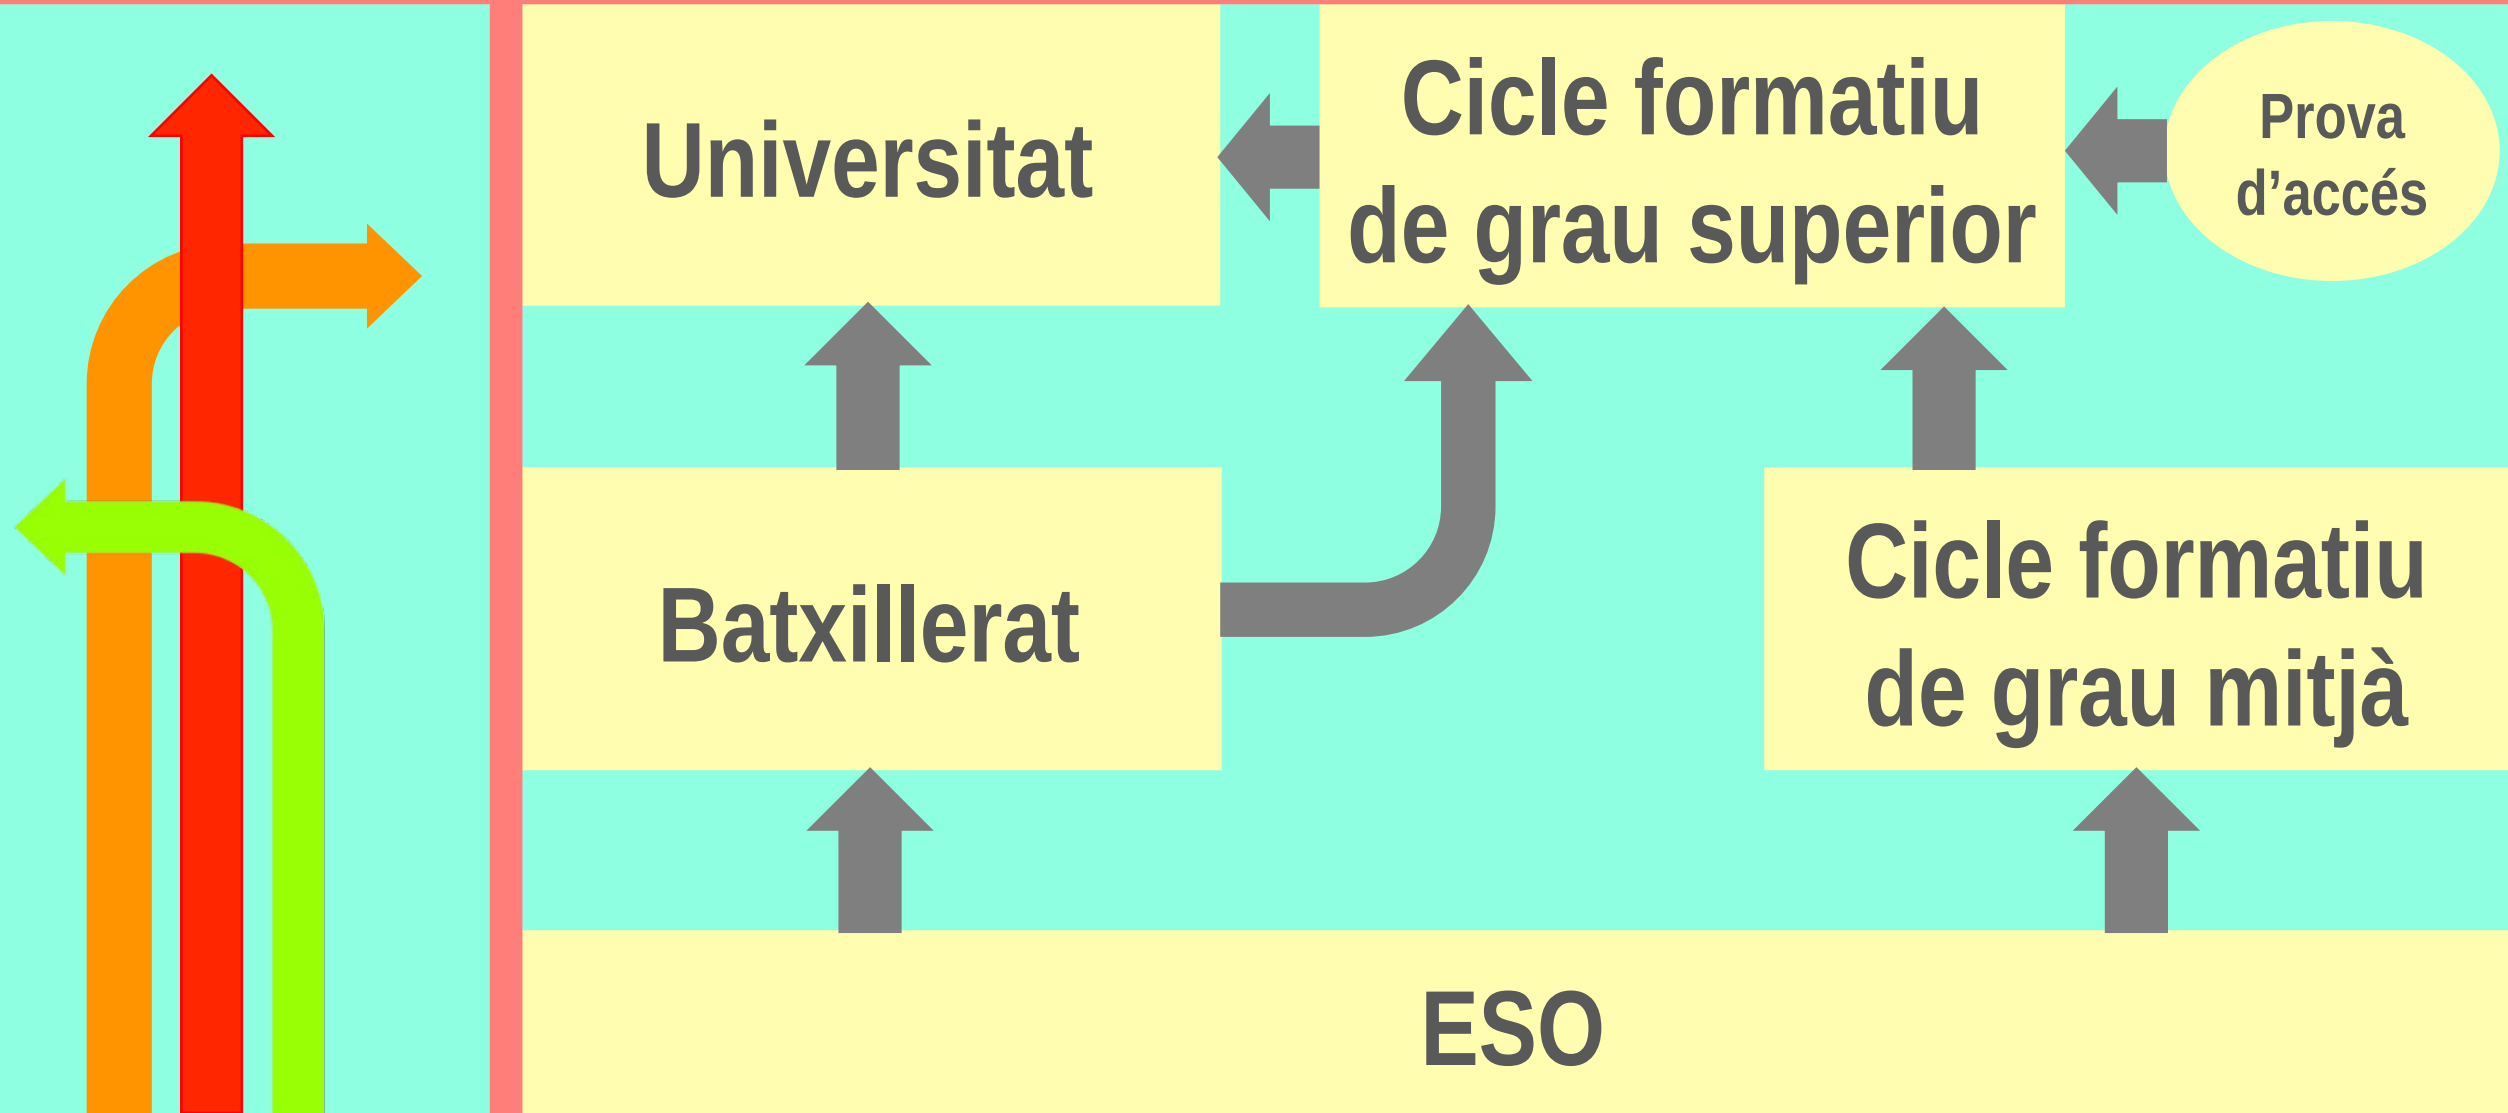 Universitat
Cicle formatiu
de grau superior
Prova
d’accés
Batxillerat
Cicle formatiu
de grau mitjà
ESO